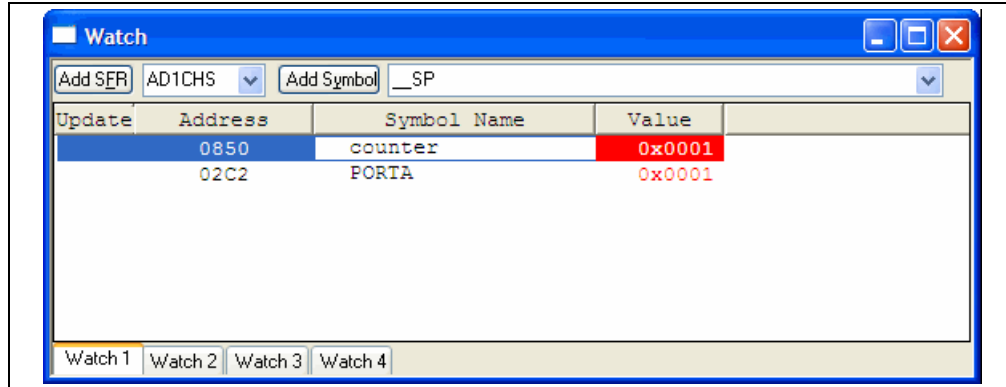 Watch
Add SFR AD1CHS Add Symbol __SP
Update Address Symbol Name Value
0850 counter 0x0001
02C2 PORTA 0x0001
Watch 1 Watch 2 Watch 3 Watch 4